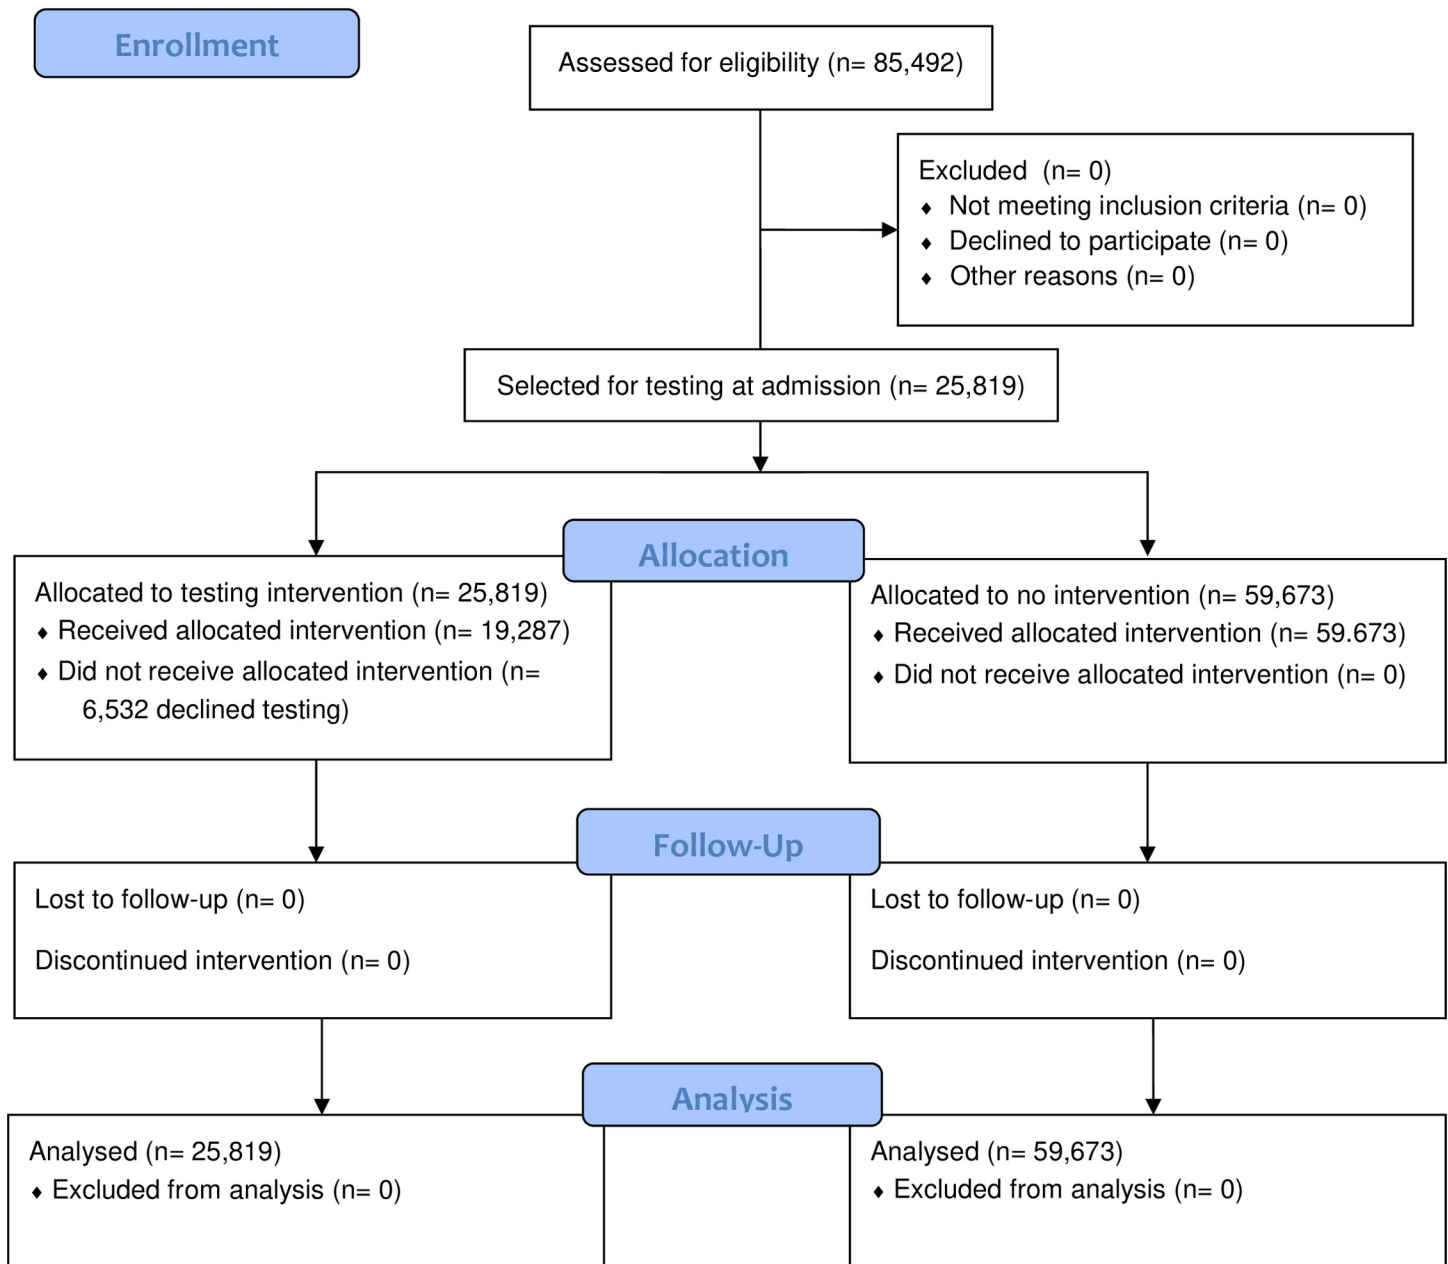 Enrollment
Assessed for eligibility (n= 85,492)
Excluded (n= 0)
♦ Not meeting inclusion criteria (n= 0)
♦ Declined to participate (n= 0)
♦ Other reasons (n= 0)
Selected for testing at admission (n= 25,819)
Allocation
Allocated to testing intervention (n= 25,819)
♦ Received allocated intervention (n= 19,287)
♦ Did not receive allocated intervention (n=
6,532 declined testing)
Allocated to no intervention (n= 59,673)
♦ Received allocated intervention (n= 59.673)
♦ Did not receive allocated intervention (n= 0)
Follow-Up
Lost to follow-up (n= 0)
Discontinued intervention (n= 0)
Lost to follow-up (n= 0)
Discontinued intervention (n= 0)
Analysis
Analysed (n= 25,819)
♦ Excluded from analysis (n= 0)
Analysed (n= 59,673)
♦ Excluded from analysis (n= 0)